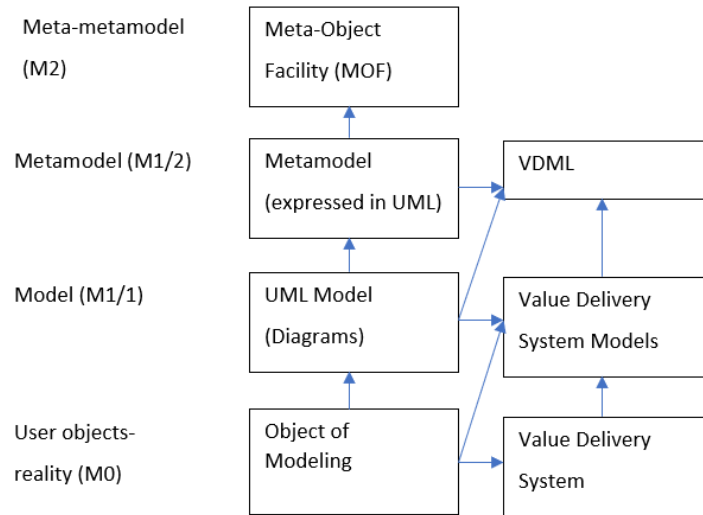 Meta-metamodel
(M2)
Meta-Object
Facility (MOF)
Metamodel (M1/2)
Metamodel
(expressed in UML)
VDML
Model (M1/1)
UML Model
(Diagrams)
Value Delivery
System Models
User objects-
reality (M0)
Object of
Modeling
Value Delivery
System